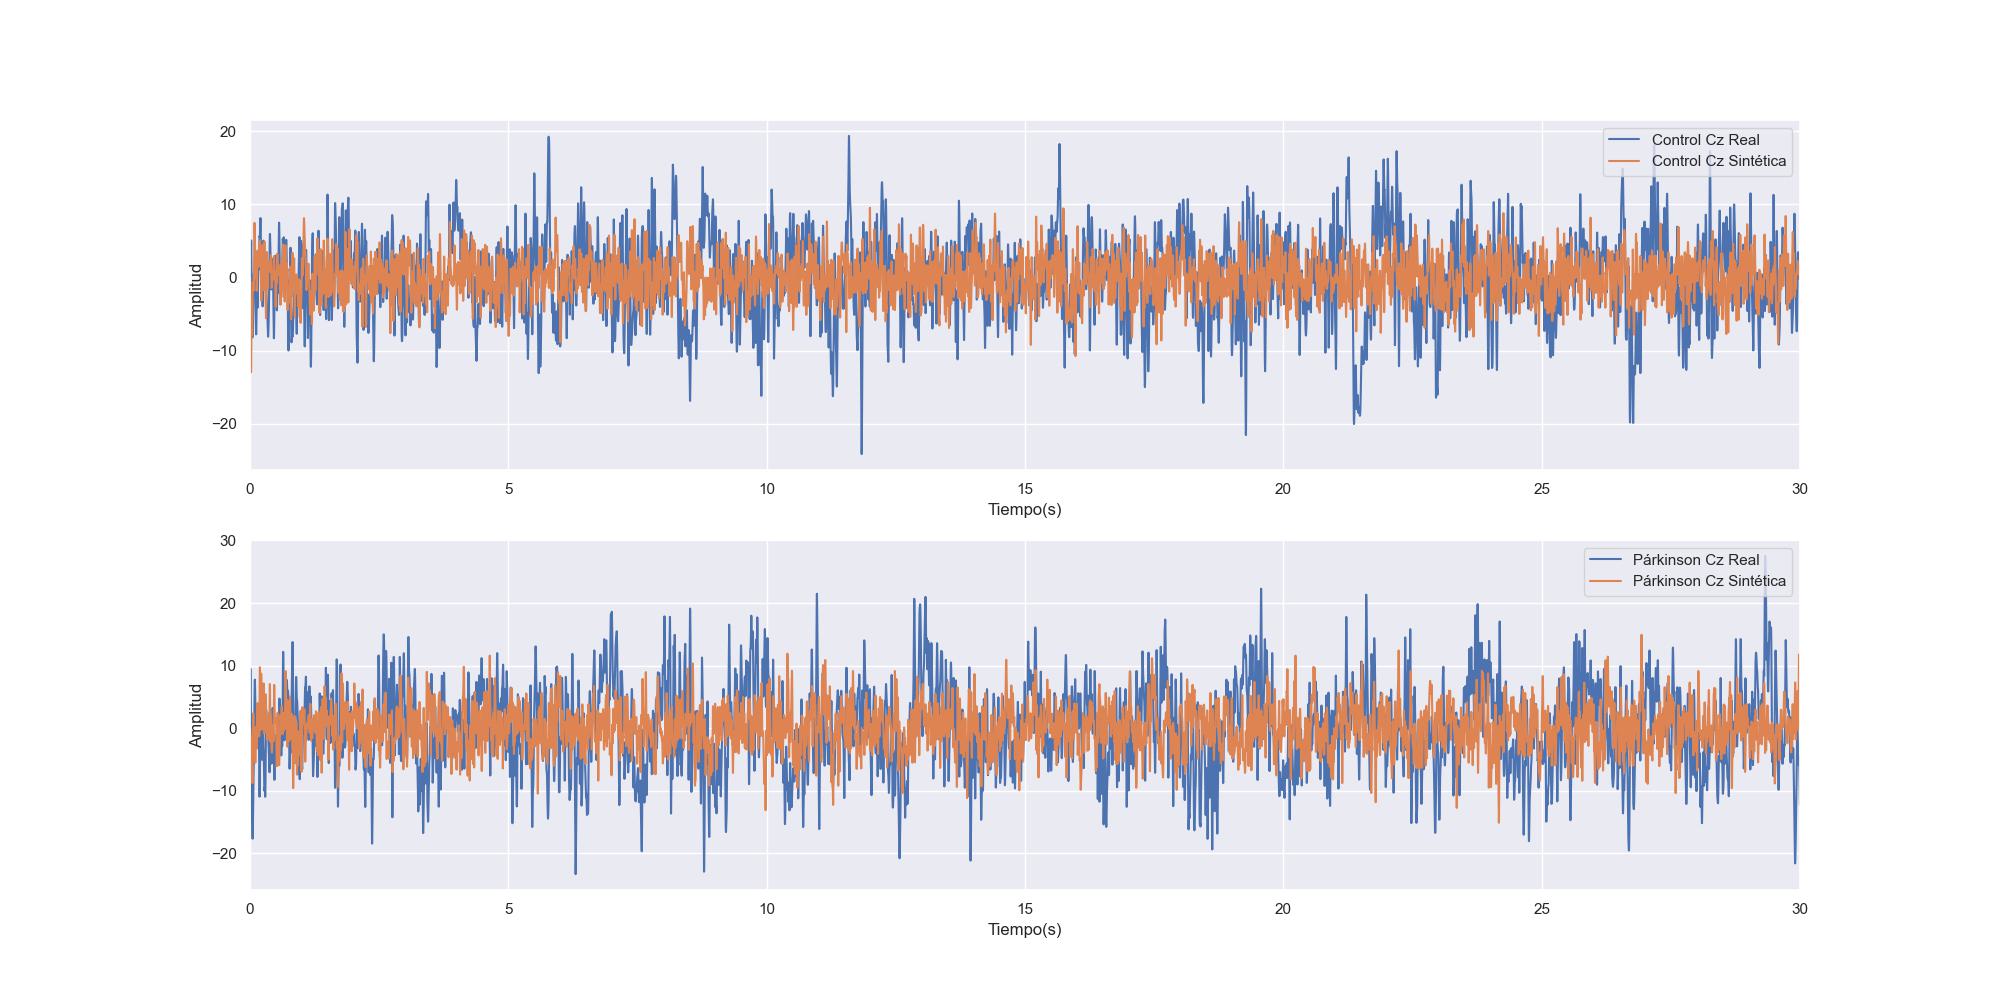 20
10
0
−10
−20
Amplitud
Control Cz Real
Control Cz Sintética
0 5 10 15 20 25 30
Tiempo(s)
30
20
10
0
−10
−20
Amplitud
Párkinson Cz Real
Párkinson Cz Sintética
0 5 10 15 20 25 30
Tiempo(s)